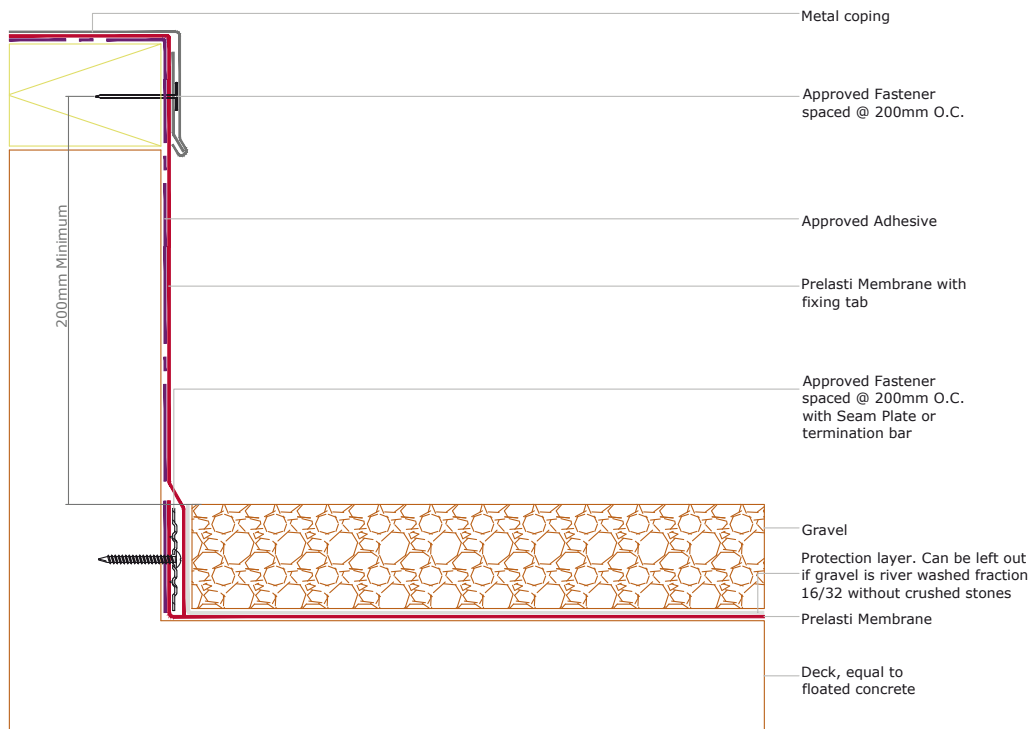 Metal coping
Approved Fastener
spaced @ 200mm O.C.
Approved Adhesive
200mm Minimum
Prelasti Membrane with
fixing tab
Approved Fastener
spaced @ 200mm O.C.
with Seam Plate or
termination bar
Gravel
Protection layer. Can be left out
if gravel is river washed fraction
16/32 without crushed stones
Prelasti Membrane
Deck, equal to
floated concrete